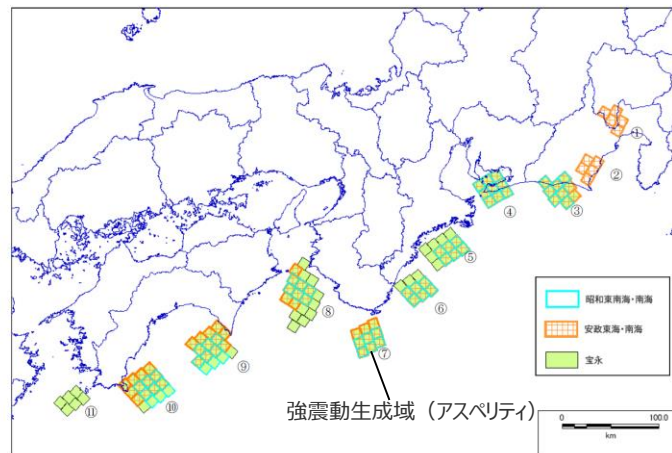 ①
②
③
④
⑤
⑥
⑦
⑧
⑨
⑩
⑪
昭和東南海・南海
安政東海・南海
宝永
強震動生成域（アスペリティ）
0 100.0
km